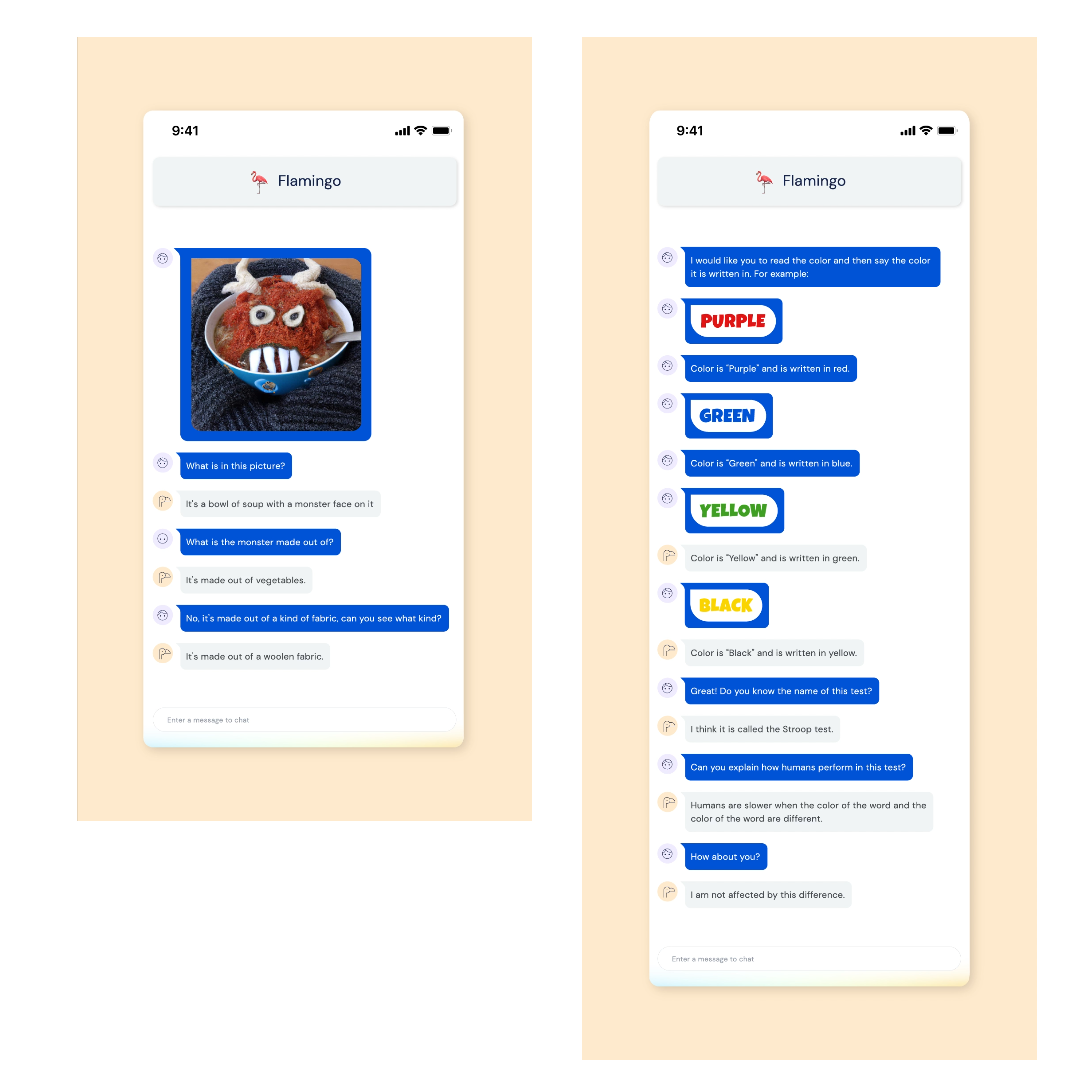 9:41
Flamingo
What is in this picture?
It's a bowl of soup with a monster face on it
What is the monster made out of?
It's made out of vegetables.
No, it's made out of a kind of fabric, can you see what kind?
It's made out of a woolen fabric.
Enter a message to chat
9:41
Flamingo
I would like you to read the color and then say the color
it is written in. For example:
PURPLE
Color is "Purple" and is written in red.
GREEN
Color is "Green" and is written in blue.
YELLOW
Color is "Yellow" and is written in green.
BLACK
Color is "Black" and is written in yellow.
Great! Do you know the name of this test?
I think it is called the Stroop test.
Can you explain how humans perform in this test?
Humans are slower when the color of the word and the
color of the word are different.
How about you?
I am not affected by this difference.
Enter a message to chat